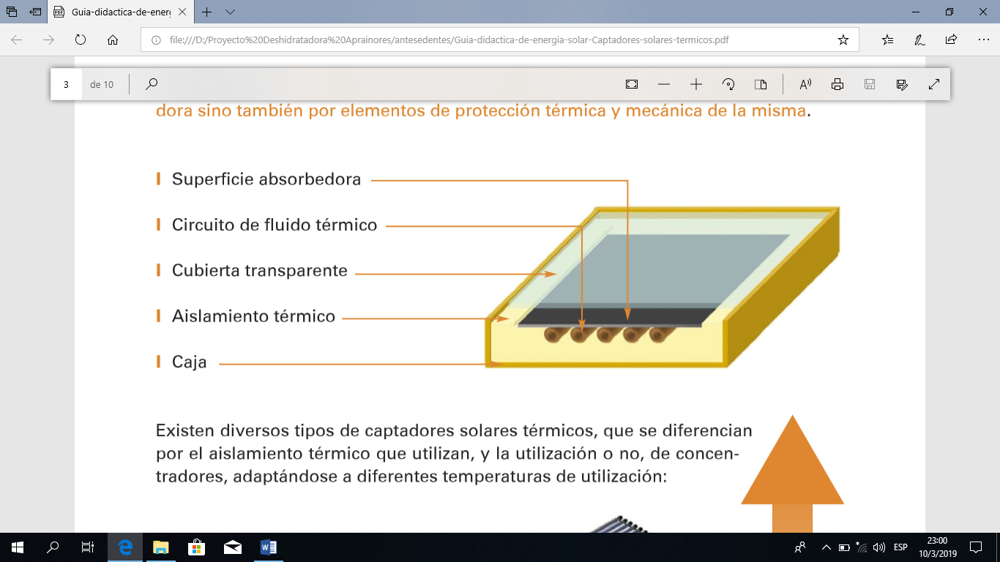 Guia-didactica-de-energ
file:///D:/Proyecto%20Deshidratadora%20Aprainores/antesedentes/Guia-didactica-de-energia-solar-Captadores-solares-termicos.pdf
3 de 10
dora sino también por elementos de protección térmica y mecánica de la misma.
Superficie absorbedora
Circuito de fluido térmico
Cubierta transparente
Aislamiento térmico
Caja
Existen diversos tipos de captadores solares térmicos, que se diferencian
por el aislamiento térmico que utilizan, y la utilización o no, de concen-
tradores, adaptándose a diferentes temperaturas de utilización:
ESP
23:00
10/3/2019